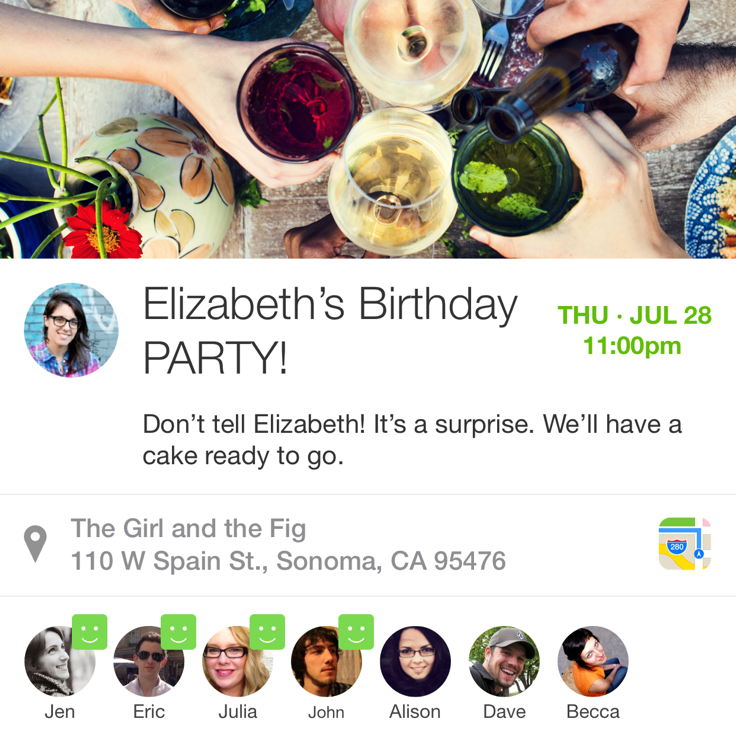 Elizabeth’s Birthday
PARTY!
THU · JUL 28
11:00pm
Don’t tell Elizabeth! It’s a surprise. We’ll have a
cake ready to go.
The Girl and the Fig
110 W Spain St., Sonoma, CA 95476
280
Jen Eric Julia John Alison Dave Becca